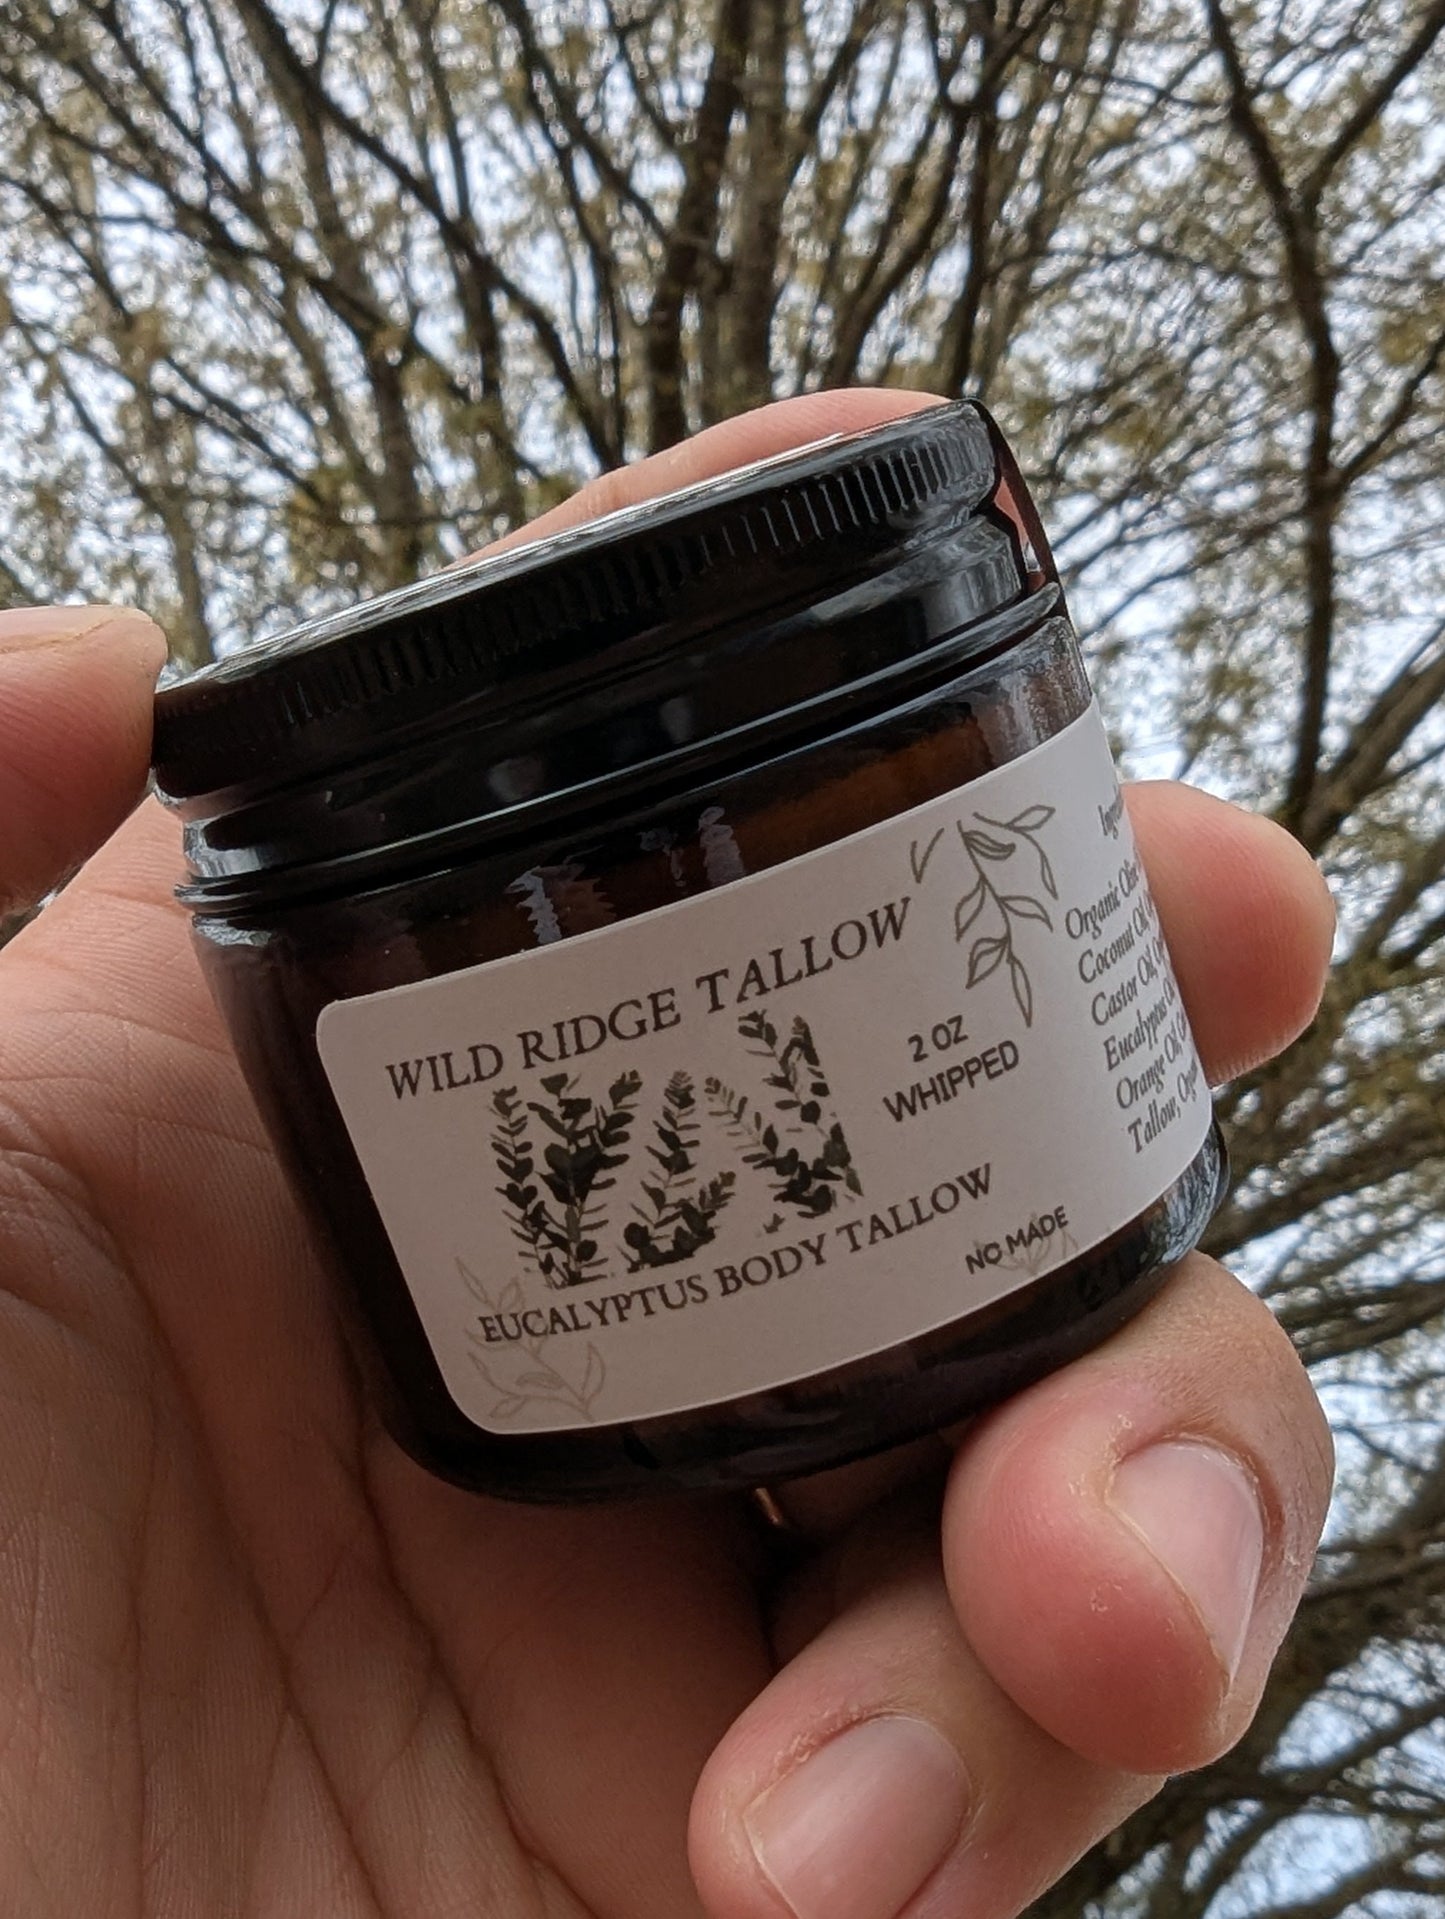 WILD RIDGE TALLOW
EUCALYPTUS BODY TALLOW
2 OZ
WHIPPED
NC MADE
Organic Olive
Coconut Oil,
Castor Oil,
Eucalyptus
Orange Oil,
Tallow,